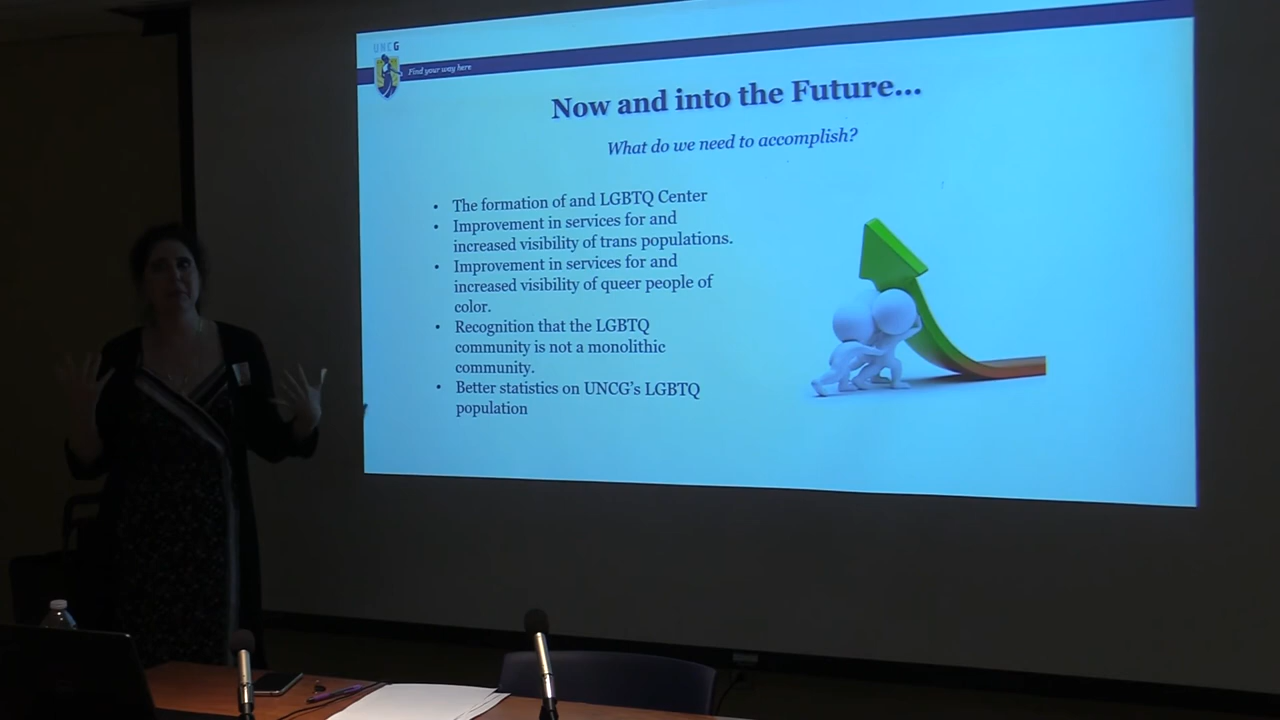 UNCG
Find your way here
Now and into the Future...
What do we need to accomplish?
• The formation of and LGBTQ Center
• Improvement in services for and
increased visibility of trans populations.
• Improvement in services for and
increased visibility of queer people of
color.
• Recognition that the LGBTQ
community is not a monolithic
community.
• Better statistics on UNCG's LGBTQ
population